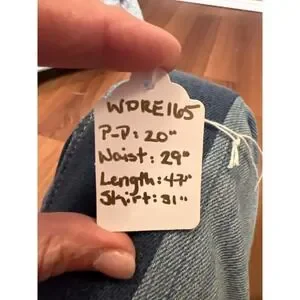 WDRE165
P-P: 20"
Waist: 29"
Length: 47"
Skirt: 31"